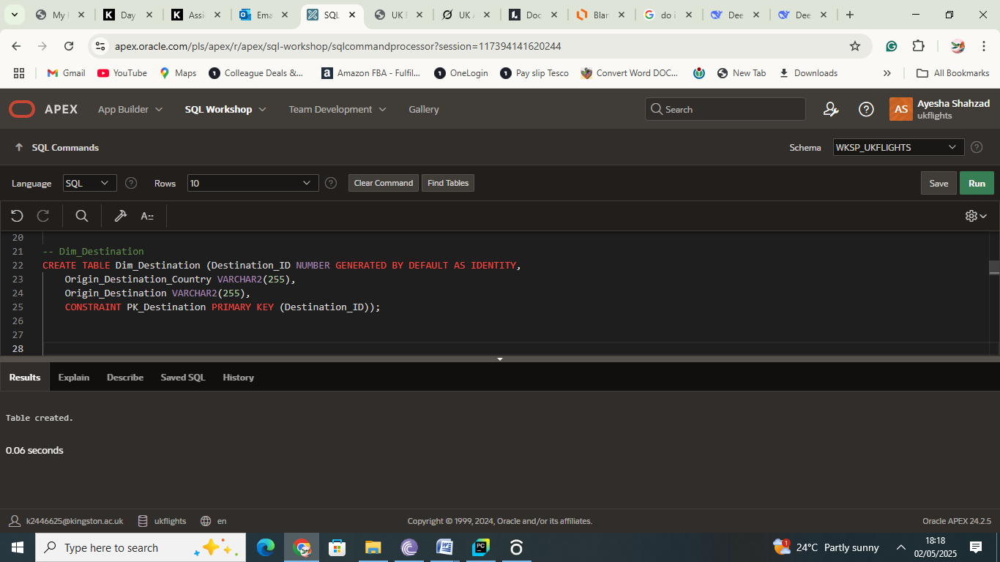 My
Day
Assi
Ema
SQL
UK
UK
Doc
Blar
do i
Dee
Dee
apex.oracle.com/pls/apex/r/apex/sql-workshop/sqlcommandprocessor?session=117394141620244
Gmail
YouTube
Maps
Colleague Deals &...
Amazon FBA - Fulfil...
OneLogin
Pay slip Tesco
Convert Word DOC...
New Tab
Downloads
All Bookmarks
APEX
App Builder
SQL Workshop
Team Development
Gallery
Search
AS
Ayesha Shahzad
ukflights
SQL Commands
Schema
WKSP_UKFLIGHTS
Language
SQL
Rows
10
Clear Command
Find Tables
Save
Run
20
21 -- Dim_Destination
22 CREATE TABLE Dim_Destination (Destination_ID NUMBER GENERATED BY DEFAULT AS IDENTITY,
23 Origin_Destination_Country VARCHAR2(255),
24 Origin_Destination VARCHAR2(255),
25 CONSTRAINT PK_Destination PRIMARY KEY (Destination_ID));
26
27
28
Results
Explain
Describe
Saved SQL
History
Table created.
0.06 seconds
k2446625@kingston.ac.uk
ukflights
en
Copyright © 1999, 2024, Oracle and/or its affiliates.
Oracle APEX 24.2.5
Type here to search
24°C Partly sunny
18:18
02/05/2025